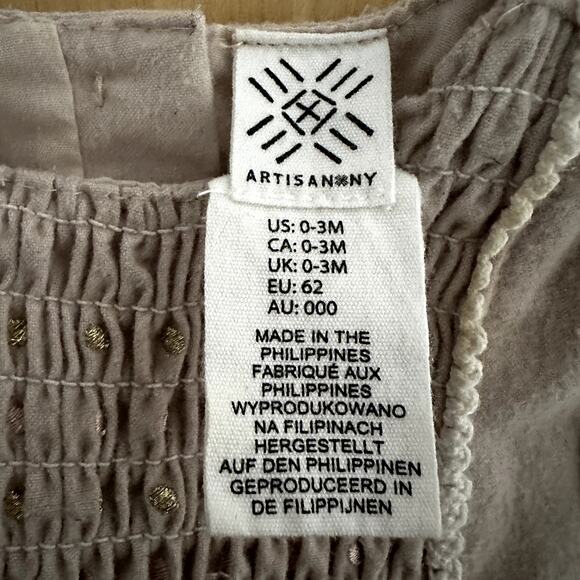 ARTISAN NY
US: 0-3M
CA: 0-3M
UK: 0-3M
EU: 62
AU: 000
MADE IN THE
PHILIPPINES
FABRIQUÉ AUX
PHILIPPINES
WYPRODUKOWANO
NA FILIPINACH
HERGESTELLT
AUF DEN PHILIPPINEN
GEPRODUCEERD IN
DE FILIPPIJNEN